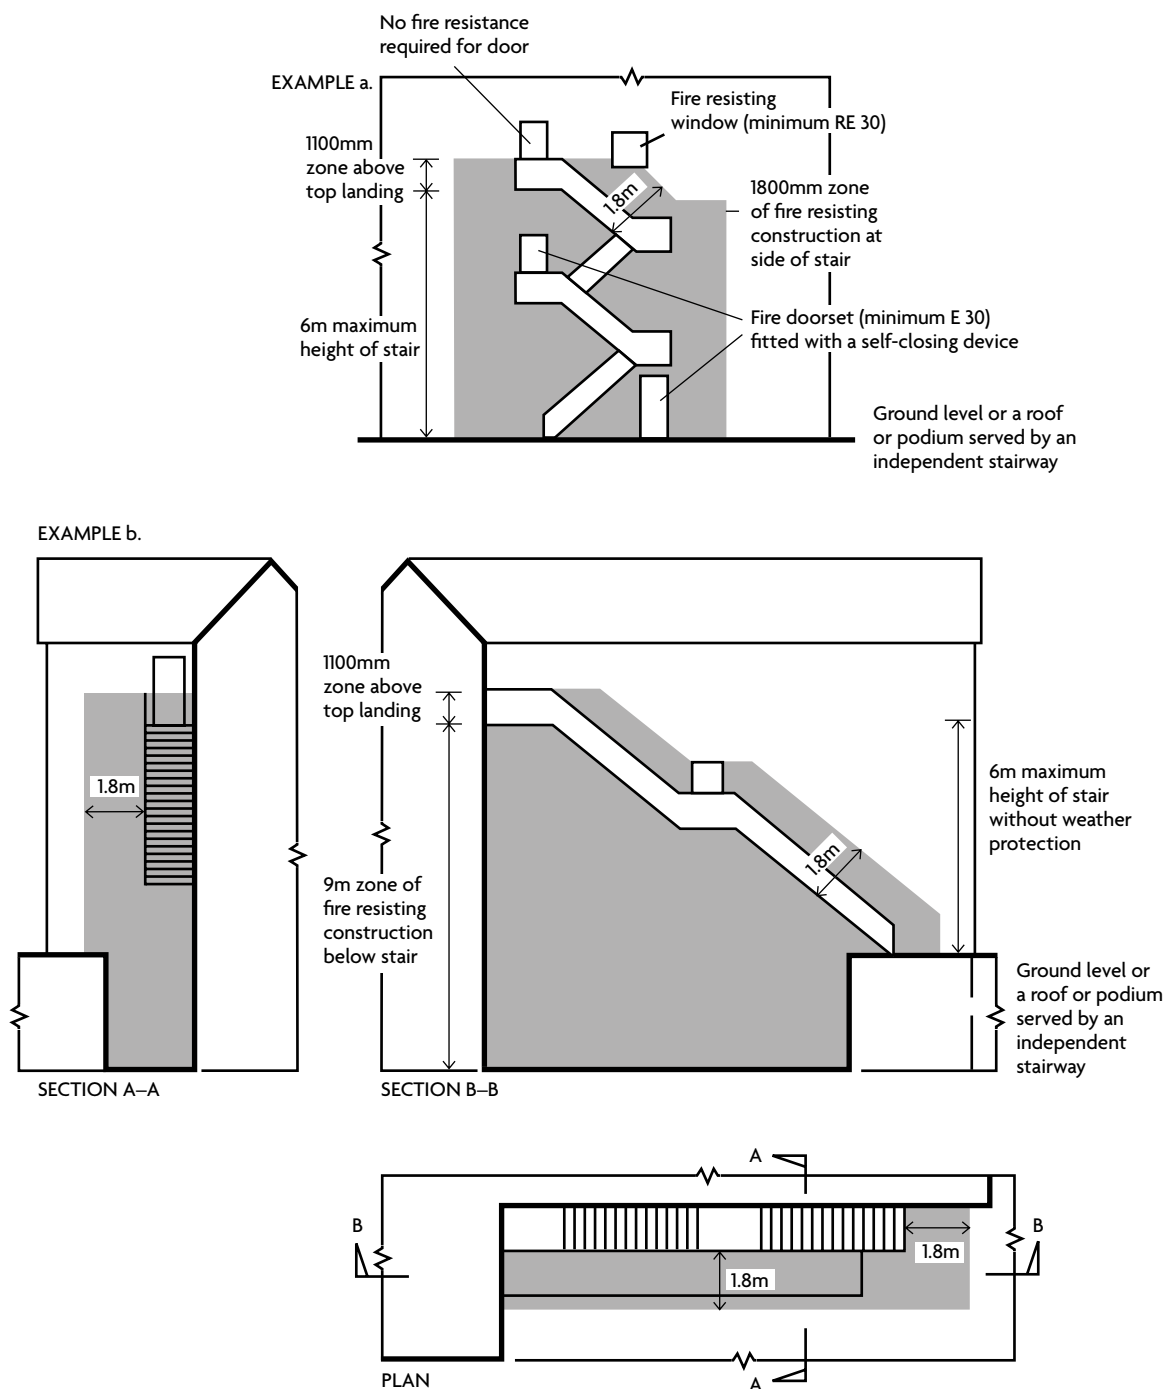 No fire resistance
required for door
EXAMPLE a.
Fire resisting
window (minimum RE 30)
1100mm
zone above
top landing
1.8m
1800mm zone
of fire resisting
construction at
side of stair
6m maximum
height of stair
Fire doorset (minimum E 30)
fitted with a self-closing device
Ground level or a roof
or podium served by an
independent stairway
EXAMPLE b.
1100mm
zone above
top landing
1.8m
6m maximum
height of stair
without weather
protection
1.8m
9m zone of
fire resisting
construction
below stair
Ground level or
a roof or podium
served by an
independent
stairway
SECTION A–A
SECTION B–B
A
B
B
1.8m
1.8m
PLAN
A